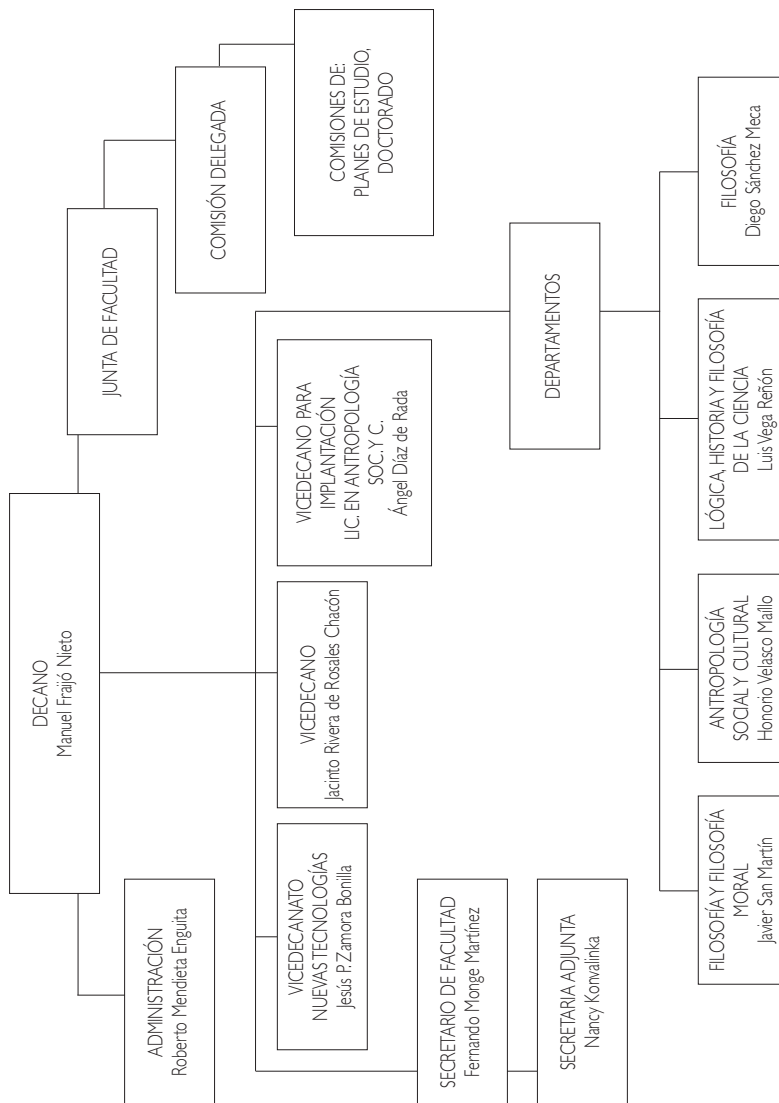 DECANO
Manuel Fraijó Nieto
ADMINISTRACIÓN
Roberto Mendieta Enguita
JUNTA DE FACULTAD
COMISIÓN DELEGADA
COMISIONES DE:
PLANES DE ESTUDIO,
DOCTORADO
VICEDECANATO
NUEVAS TECNOLOGÍAS
Jesús P. Zamora Bonilla
VICEDECANO
Jacinto Rivera de Rosales Chacón
VICEDECANO PARA
IMPLANTACIÓN
LIC. EN ANTROPOLOGÍA
SOC. Y C.
Ángel Díaz de Rada
SECRETARIO DE FACULTAD
Fernando Monge Martínez
SECRETARIA ADJUNTA
Nancy Konvalinka
DEPARTAMENTOS
FILOSOFÍA Y FILOSOFÍA
MORAL
Javier San Martín
ANTROPOLOGÍA
SOCIAL Y CULTURAL
Honorio Velasco Maíllo
LÓGICA, HISTORIA Y FILOSOFÍA
DE LA CIENCIA
Luis Vega Reñón
FILOSOFÍA
Diego Sánchez Meca